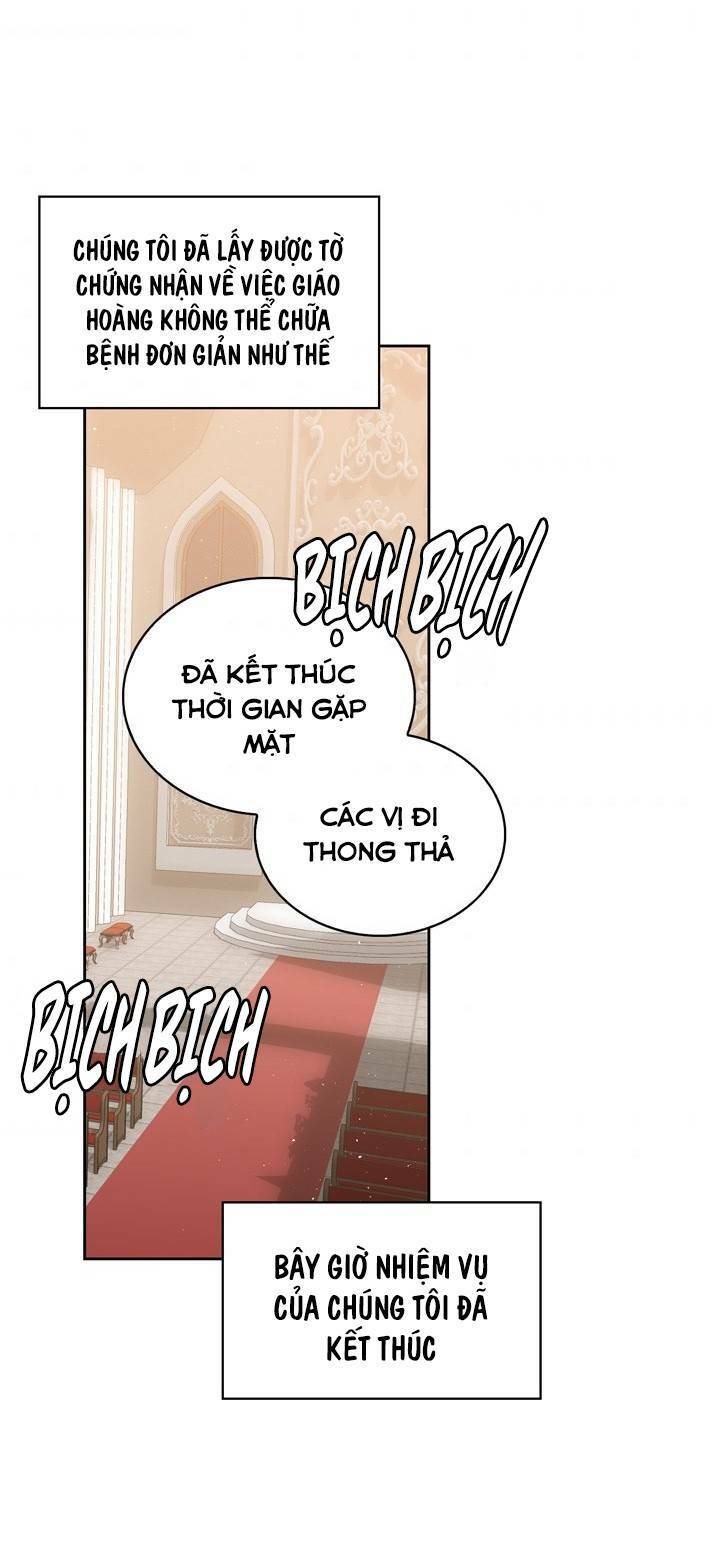 CHÚNG TÔI ĐÃ LẤY ĐƯỢC TỜ
CHỨNG NHẬN VỀ VIỆC GIÁO
HOÀNG KHÔNG THỂ CHỮA
BỆNH ĐƠN GIẢN NHƯ THẾ
BỊCH BỊCH
ĐÃ KẾT THÚC
THỜI GIAN GẶP
MẶT
CÁC VỊ ĐI
THONG THẢ
BỊCH BỊCH
BÂY GIỜ NHIỆM VỤ
CỦA CHÚNG TÔI ĐÃ
KẾT THÚC